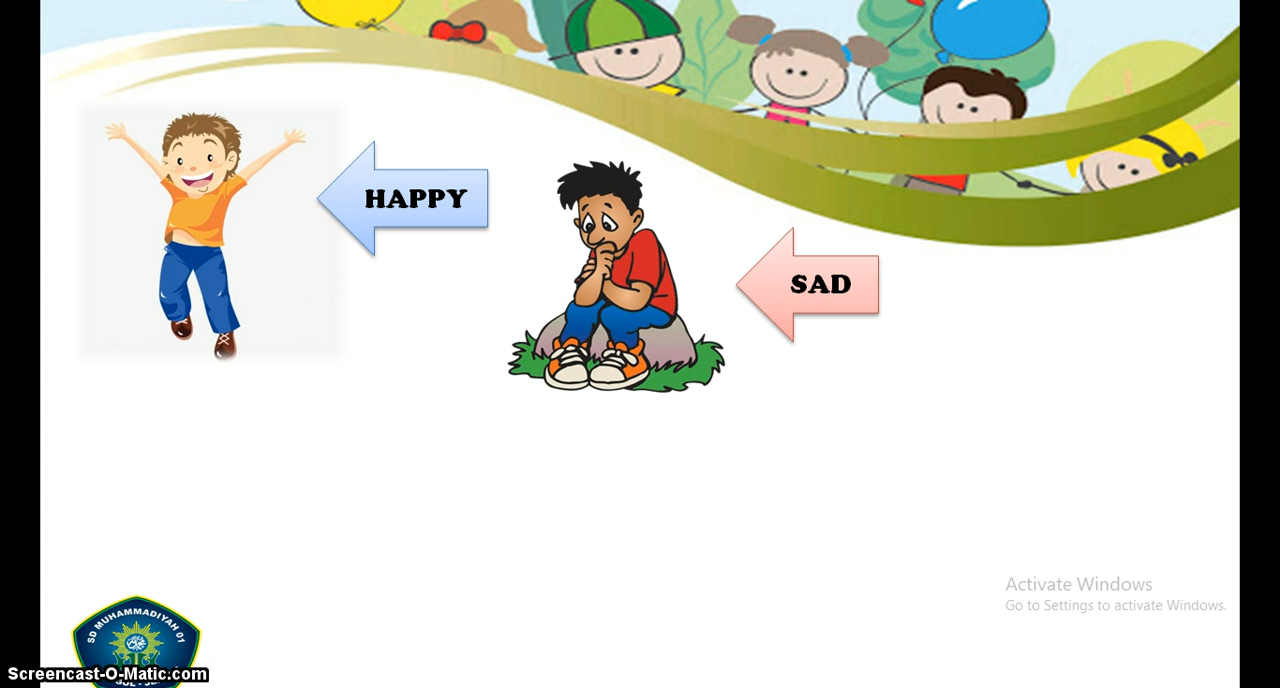 HAPPY
SAD
Activate Windows
Go to Settings to activate Windows.
SD MUHAMMADIYAH 01
Screencast-O-Matic.com